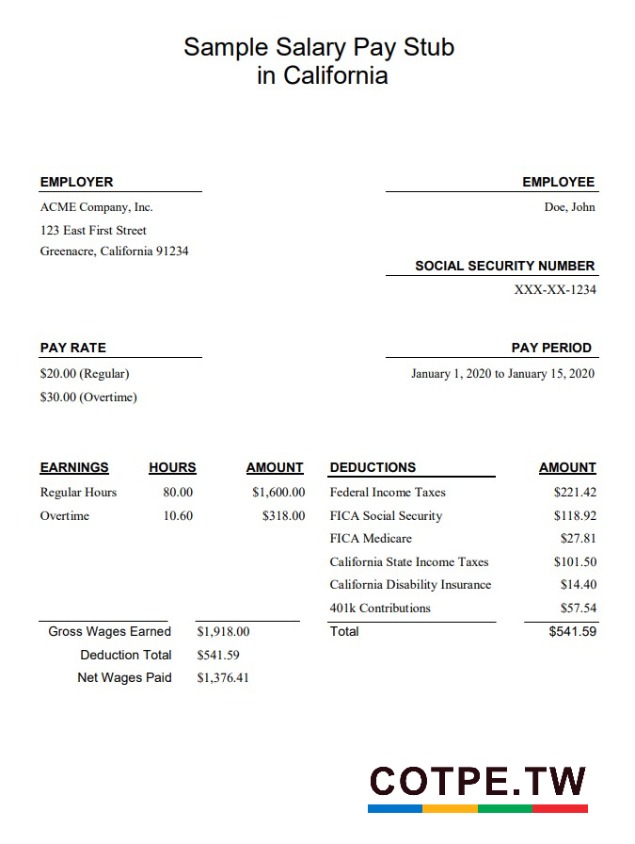 Sample Salary Pay Stub
in California
EMPLOYER
ACME Company, Inc.
123 East First Street
Greenacre, California 91234
EMPLOYEE
Doe, John
SOCIAL SECURITY NUMBER
XXX-XX-1234
PAY RATE
$20.00 (Regular)
$30.00 (Overtime)
PAY PERIOD
January 1, 2020 to January 15, 2020
EARNINGS HOURS AMOUNT
Regular Hours 80.00 $1,600.00
Overtime 10.60 $318.00
Gross Wages Earned $1,918.00
Deduction Total $541.59
Net Wages Paid $1,376.41
DEDUCTIONS AMOUNT
Federal Income Taxes $221.42
FICA Social Security $118.92
FICA Medicare $27.81
California State Income Taxes $101.50
California Disability Insurance $14.40
401k Contributions $57.54
Total $541.59
COTPE.TW